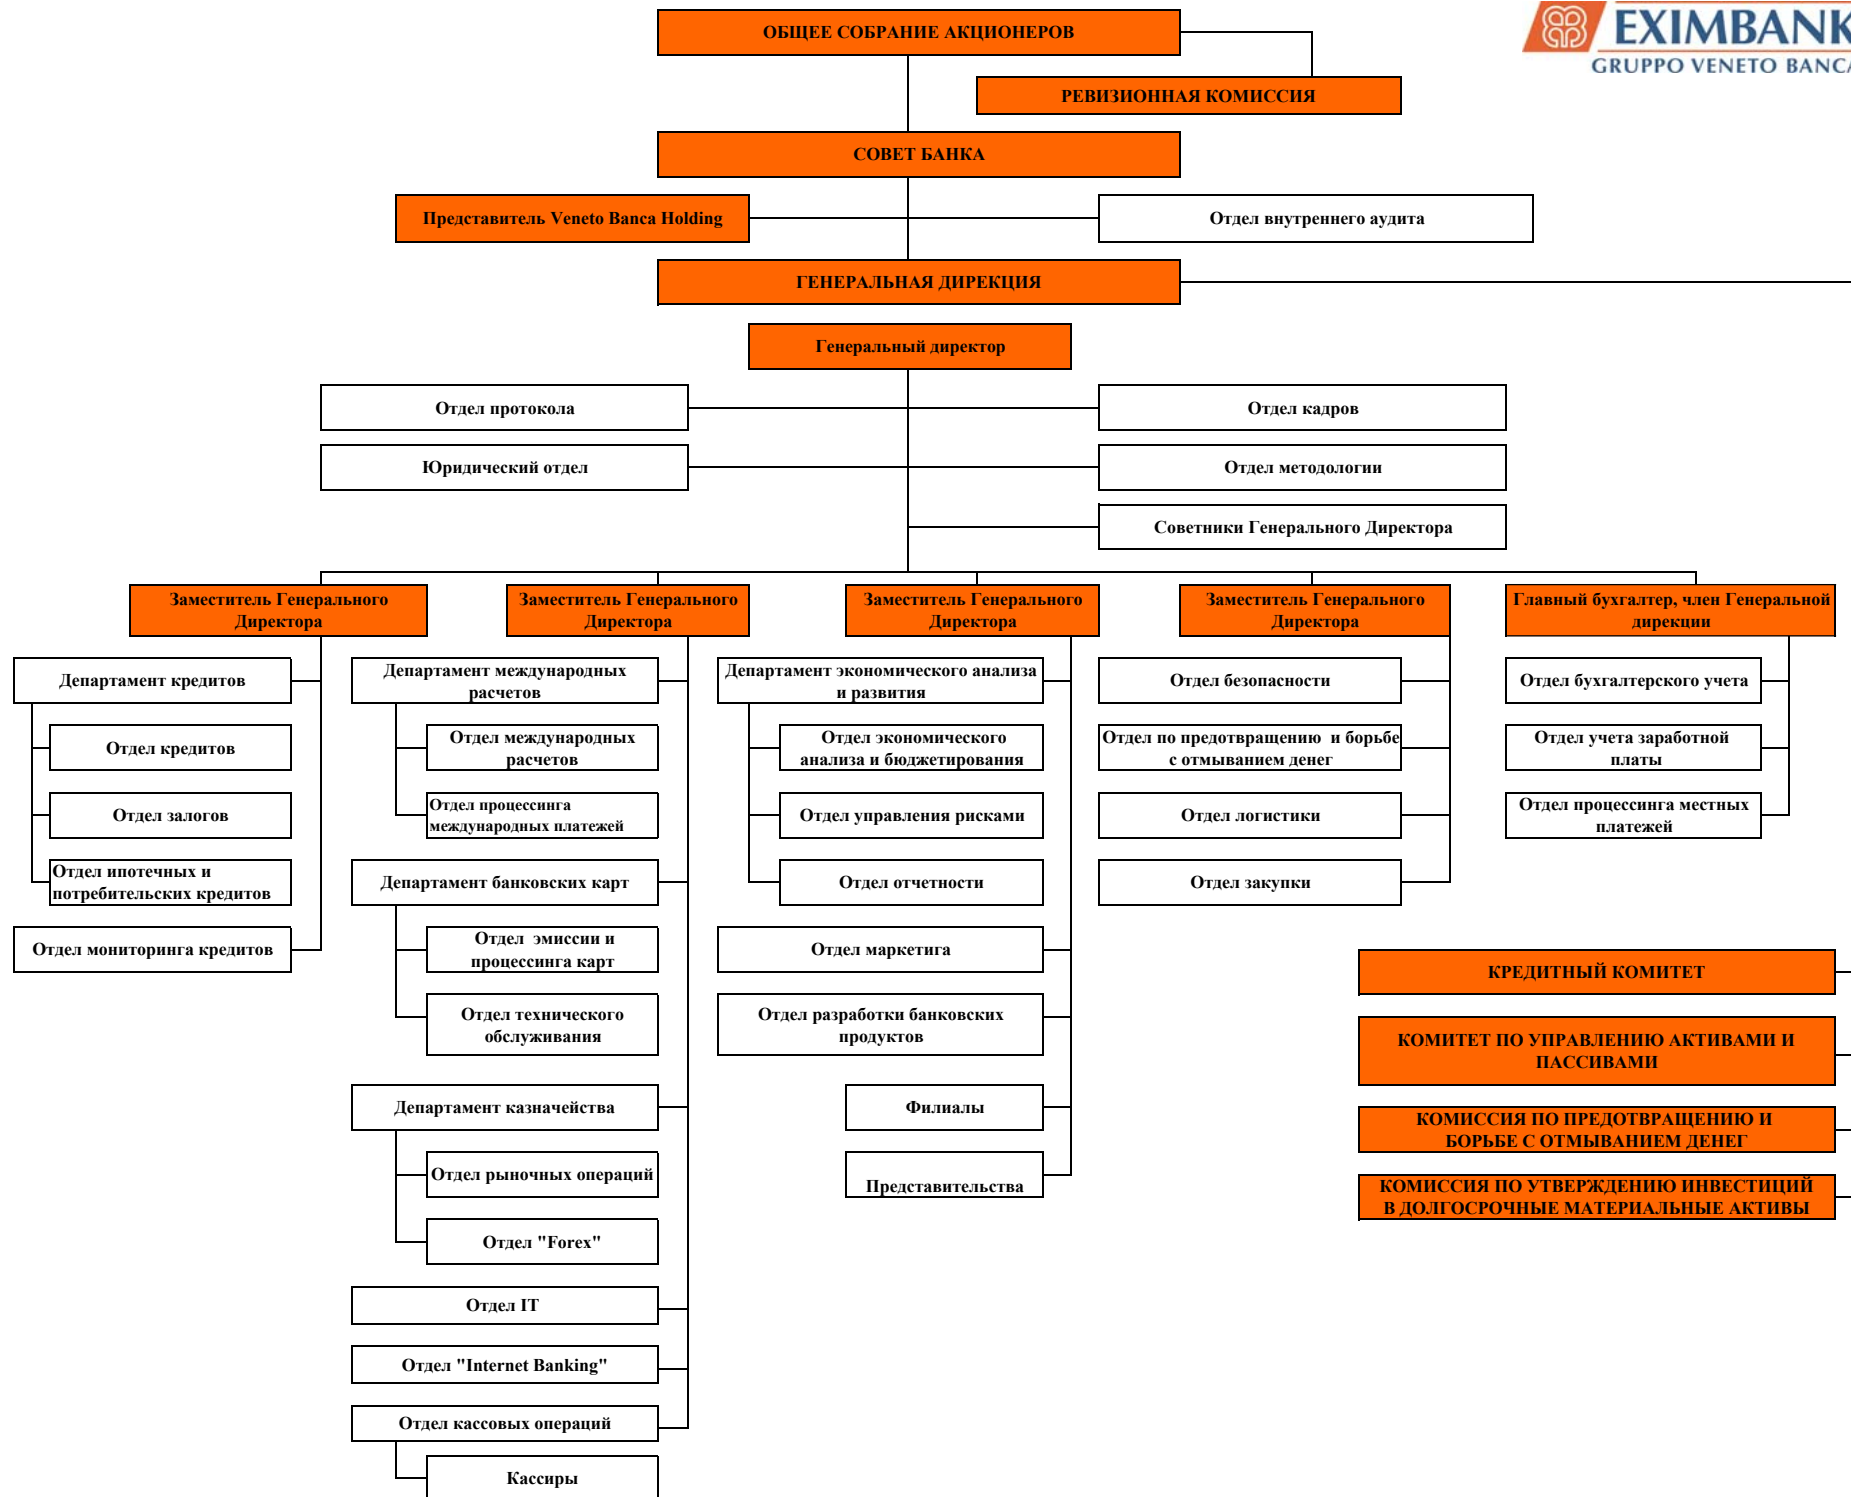 ОБЩЕЕ СОБРАНИЕ АКЦИОНЕРОВ
EXIMBANK
GRUPPO VENETO BANCA
РЕВИЗИОННАЯ КОМИССИЯ
СОВЕТ БАНКА
Представитель Veneto Banca Holding
Отдел внутреннего аудита
ГЕНЕРАЛЬНАЯ ДИРЕКЦИЯ
Генеральный директор
Отдел протокола
Отдел кадров
Юридический отдел
Отдел методологии
Советники Генерального Директора
Заместитель Генерального
Директора
Департамент кредитов
Отдел кредитов
Отдел залогов
Отдел ипотечных и
потребительских кредитов
Отдел мониторинга кредитов
Заместитель Генерального
Директора
Департамент международных
расчетов
Отдел международных
расчетов
Отдел процессинга
международных платежей
Департамент банковских карт
Отдел эмиссии и
процессинга карт
Отдел технического
обслуживания
Департамент казначейства
Отдел рыночных операций
Отдел "Forex"
Отдел IT
Отдел "Internet Banking"
Отдел кассовых операций
Кассиры
Заместитель Генерального
Директора
Департамент экономического анализа
и развития
Отдел экономического
анализа и бюджетирования
Отдел управления рисками
Отдел отчетности
Отдел маркетига
Отдел разработки банковских
продуктов
Филиалы
Представительства
Заместитель Генерального
Директора
Отдел безопасности
Отдел по предотвращению и борьбе
с отмыванием денег
Отдел логистики
Отдел закупки
Главный бухгалтер, член Генеральной
дирекции
Отдел бухгалтерского учета
Отдел учета заработной
платы
Отдел процессинга местных
платежей
КРЕДИТНЫЙ КОМИТЕТ
КОМИТЕТ ПО УПРАВЛЕНИЮ АКТИВАМИ И
ПАССИВАМИ
КОМИССИЯ ПО ПРЕДОТВРАЩЕНИЮ И
БОРЬБЕ С ОТМЫВАНИЕМ ДЕНЕГ
КОМИССИЯ ПО УТВЕРЖДЕНИЮ ИНВЕСТИЦИЙ
В ДОЛГОСРОЧНЫЕ МАТЕРИАЛЬНЫЕ АКТИВЫ